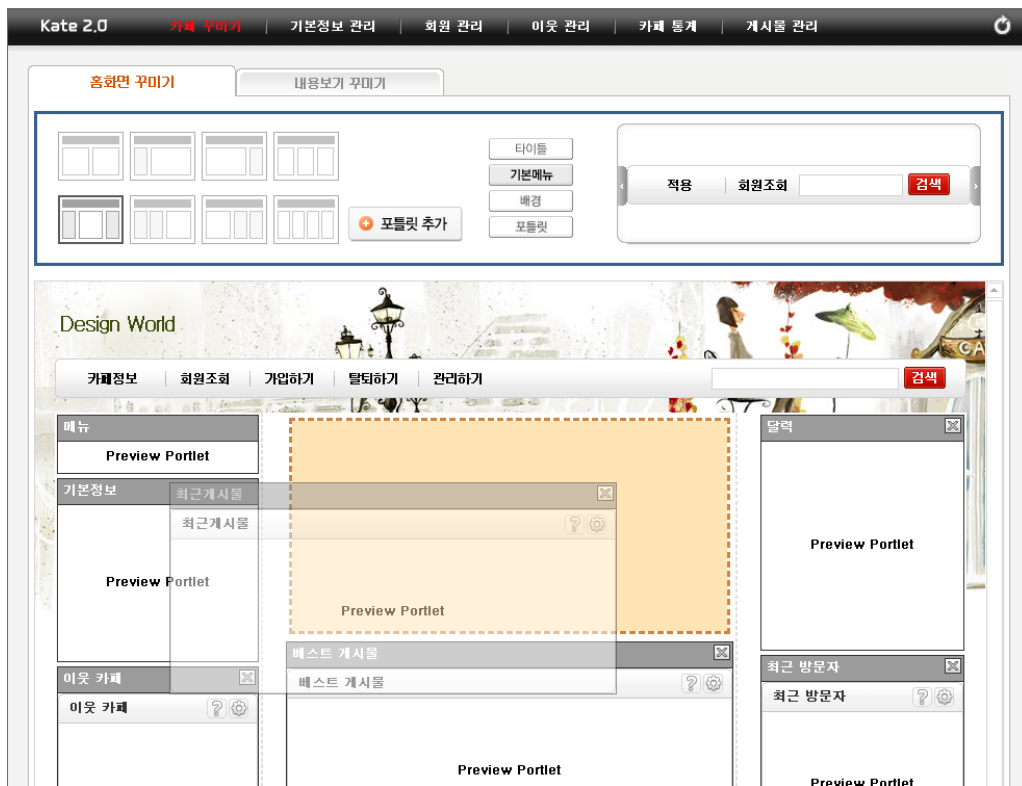 Kate 2.0 카페 꾸미기 기본정보 관리 회원 관리 이웃 관리 카페 통계 게시물 관리
홈화면 꾸미기 내용보기 꾸미기
타이틀
기본메뉴
적용 회원조회 검색
배경
포틀릿 추가
포틀릿
Design World
CA
카페정보 회원조회 가입하기 탈퇴하기 관리하기 검색
메뉴
Preview Portlet
달력
기본정보
최근게시물
최근게시물
Preview Portlet
Preview Portlet
Preview Portlet
베스트 게시물
베스트 게시물
Preview Portlet
이웃 카페
이웃 카페
최근 방문자
최근 방문자
Preview Portlet